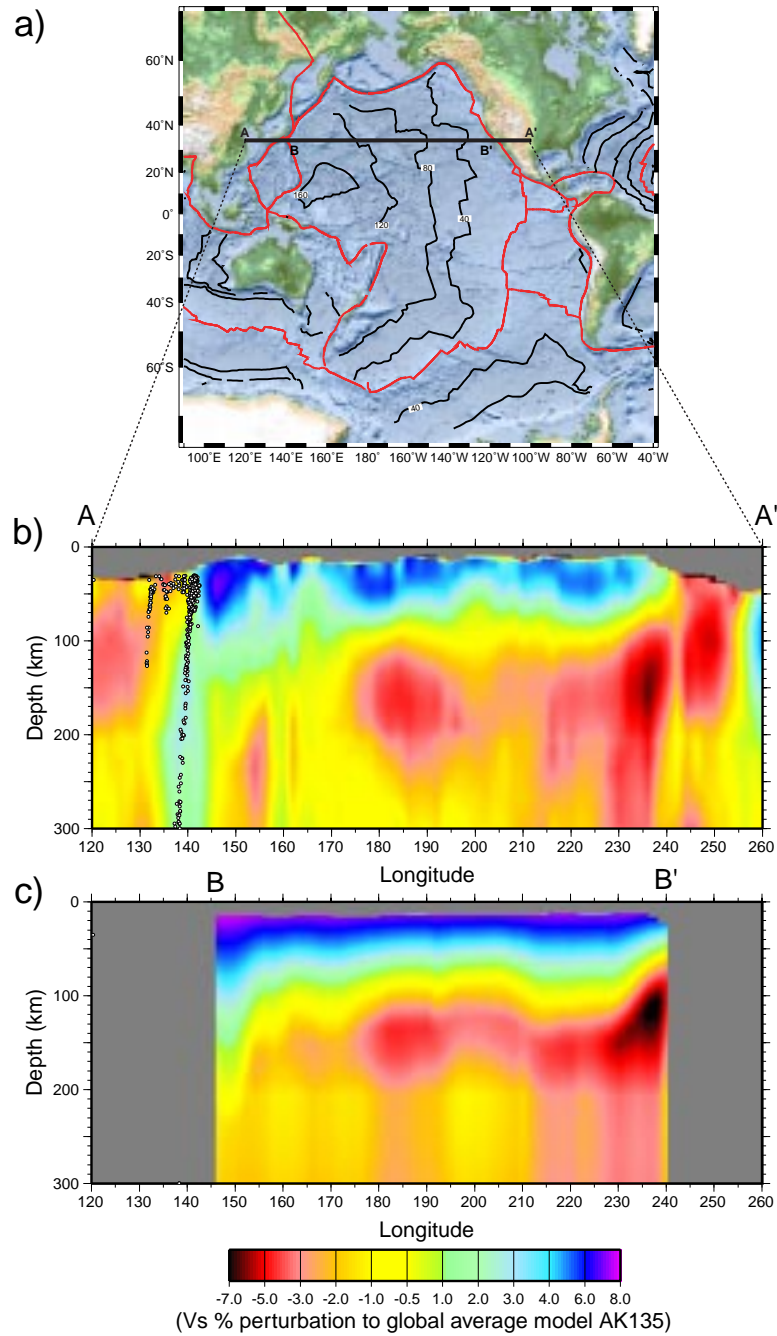 a)
60˚N
40˚N
20˚N
0˚
20˚S
40˚S
60˚S
A
A'
B
B'
80
160
120
40
40
100˚E 120˚E 140˚E 160˚E 180˚ 160˚W 140˚W 120˚W 100˚W 80˚W 60˚W 40˚W
b)
A
A'
0
100
200
300
Depth (km)
120 130 140 150 160 170 180 190 200 210 220 230 240 250 260
Longitude
c)
B
B'
0
100
200
300
Depth (km)
120 130 140 150 160 170 180 190 200 210 220 230 240 250 260
Longitude
-7.0 -5.0 -3.0 -2.0 -1.0 -0.5 1.0 2.0 3.0 4.0 6.0 8.0
(Vs % perturbation to global average model AK135)